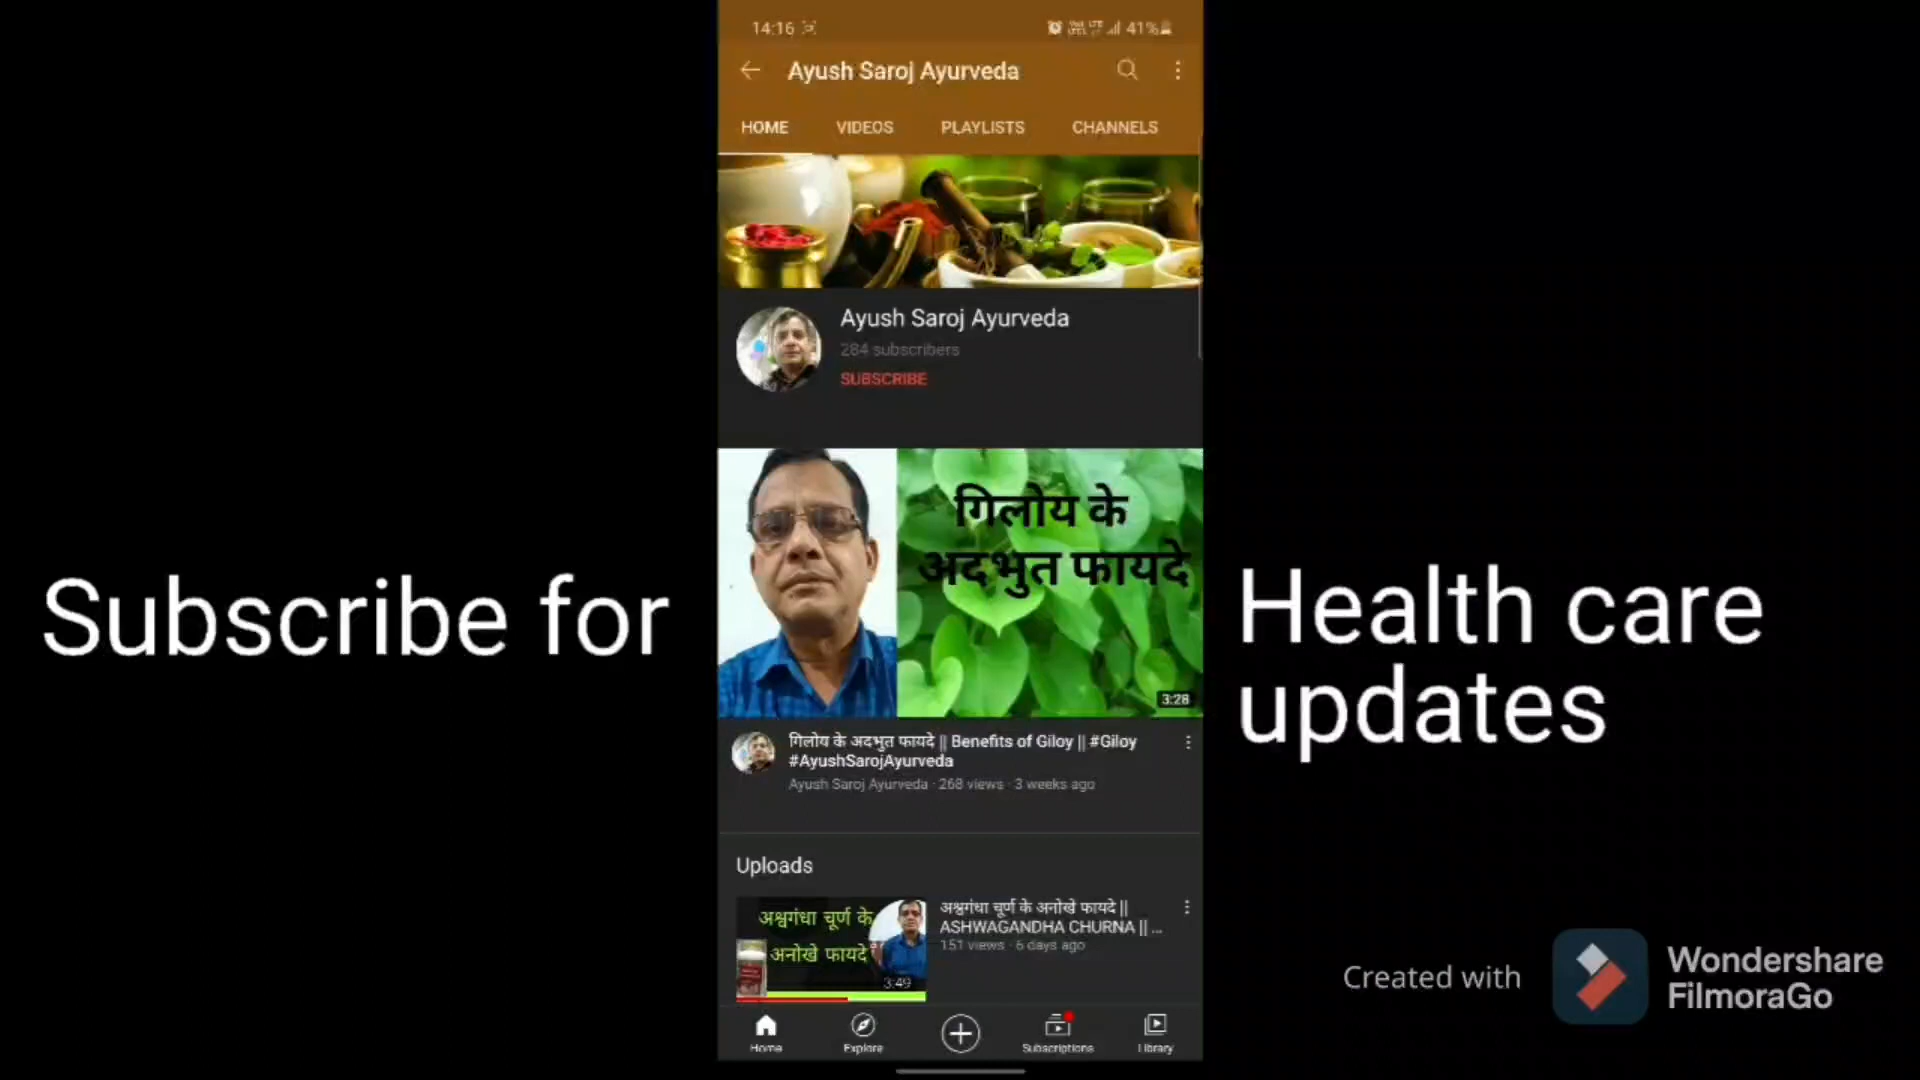 14:16
41%
Ayush Saroj Ayurveda
HOME VIDEOS PLAYLISTS CHANNELS
Ayush Saroj Ayurveda
284 subscribers
SUBSCRIBE
गिलोय के
अदभुत फायदे
3:28
Subscribe for
Health care
updates
गिलोय के अदभुत फायदे || Benefits of Giloy || #Giloy
#AyushSarojAyurveda
Ayush Saroj Ayurveda · 268 views · 3 weeks ago
Uploads
अश्वगंधा चूर्ण के
अनोखे फायदे
3:49
अश्वगंधा चूर्ण के अनोखे फायदे ||
ASHWAGANDHA CHURNA || ...
151 views · 6 days ago
Home Explore Subscriptions Library
Created with
Wondershare
FilmoraGo